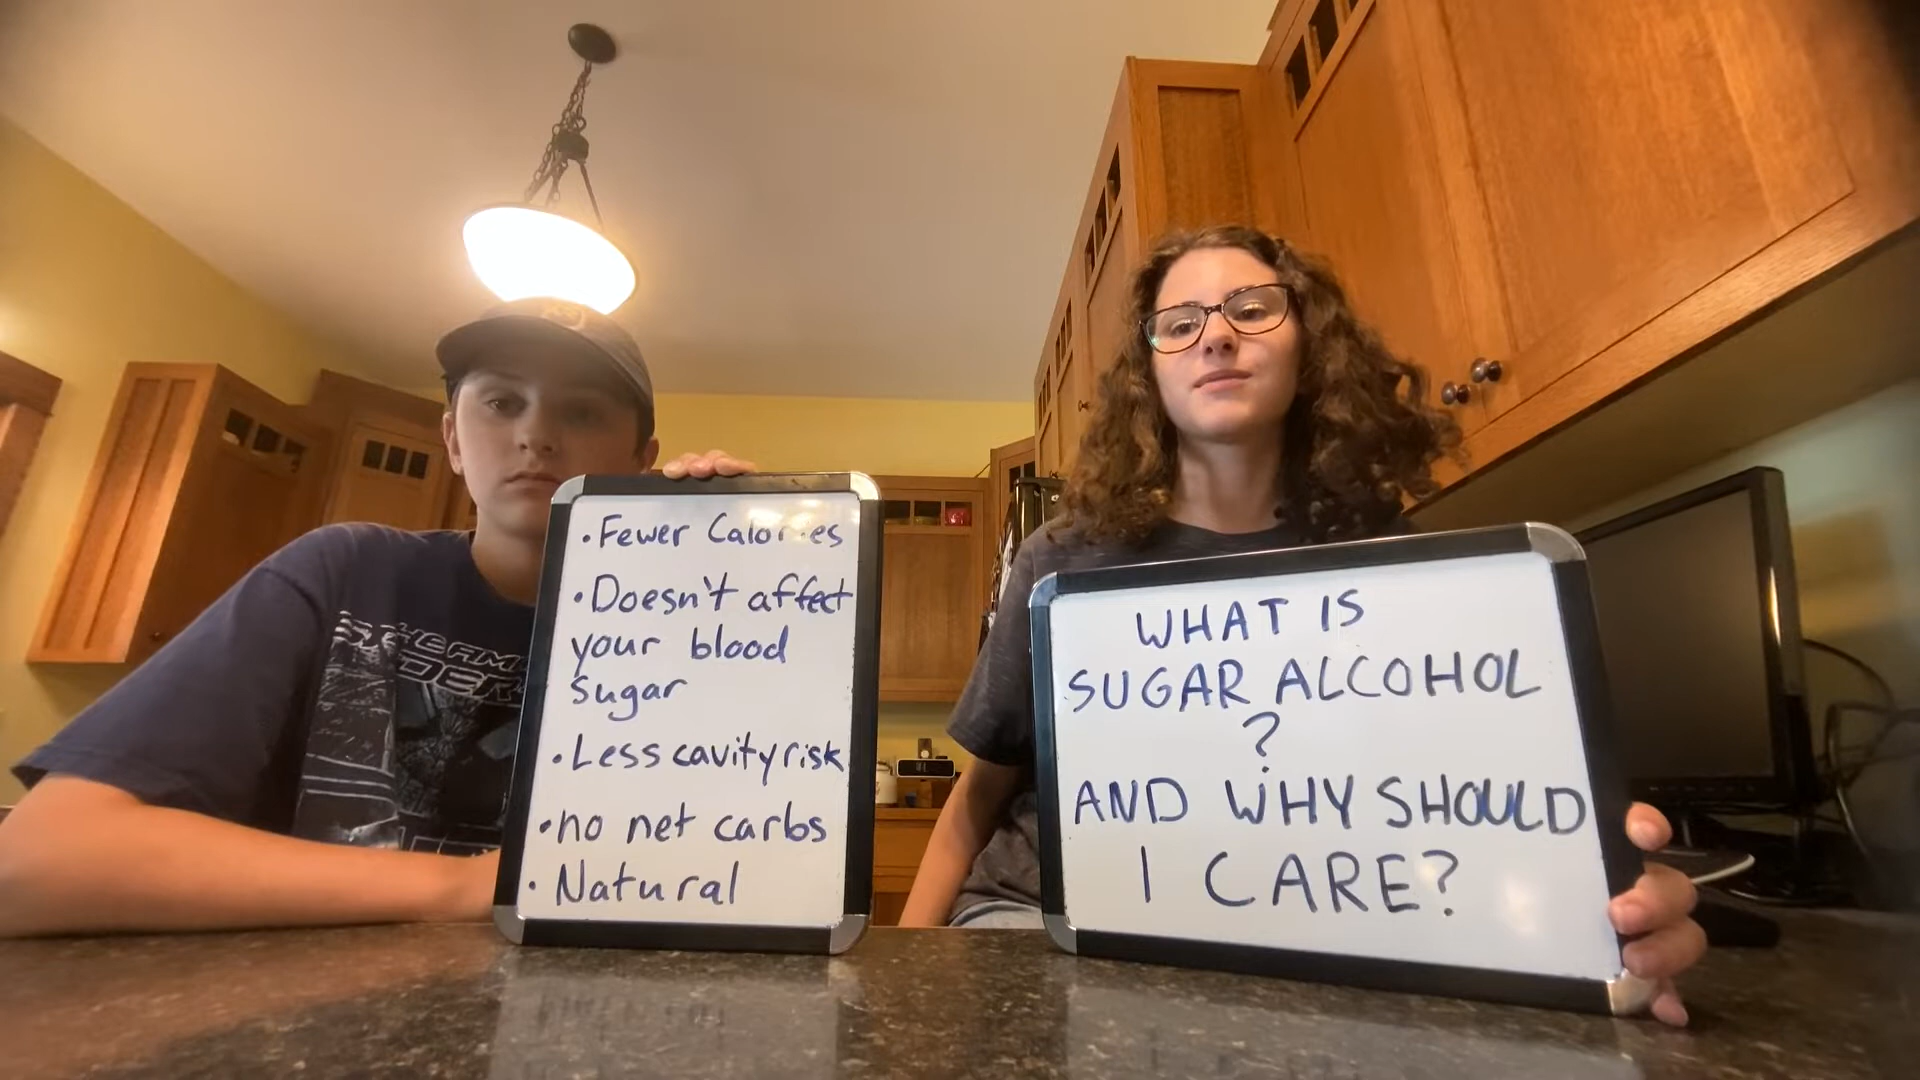 • Fewer Calories
• Doesn't affect
your blood
sugar
• Less cavity risk
• no net carbs
• Natural
WHAT IS
SUGAR ALCOHOL
?
AND WHY SHOULD
I CARE?